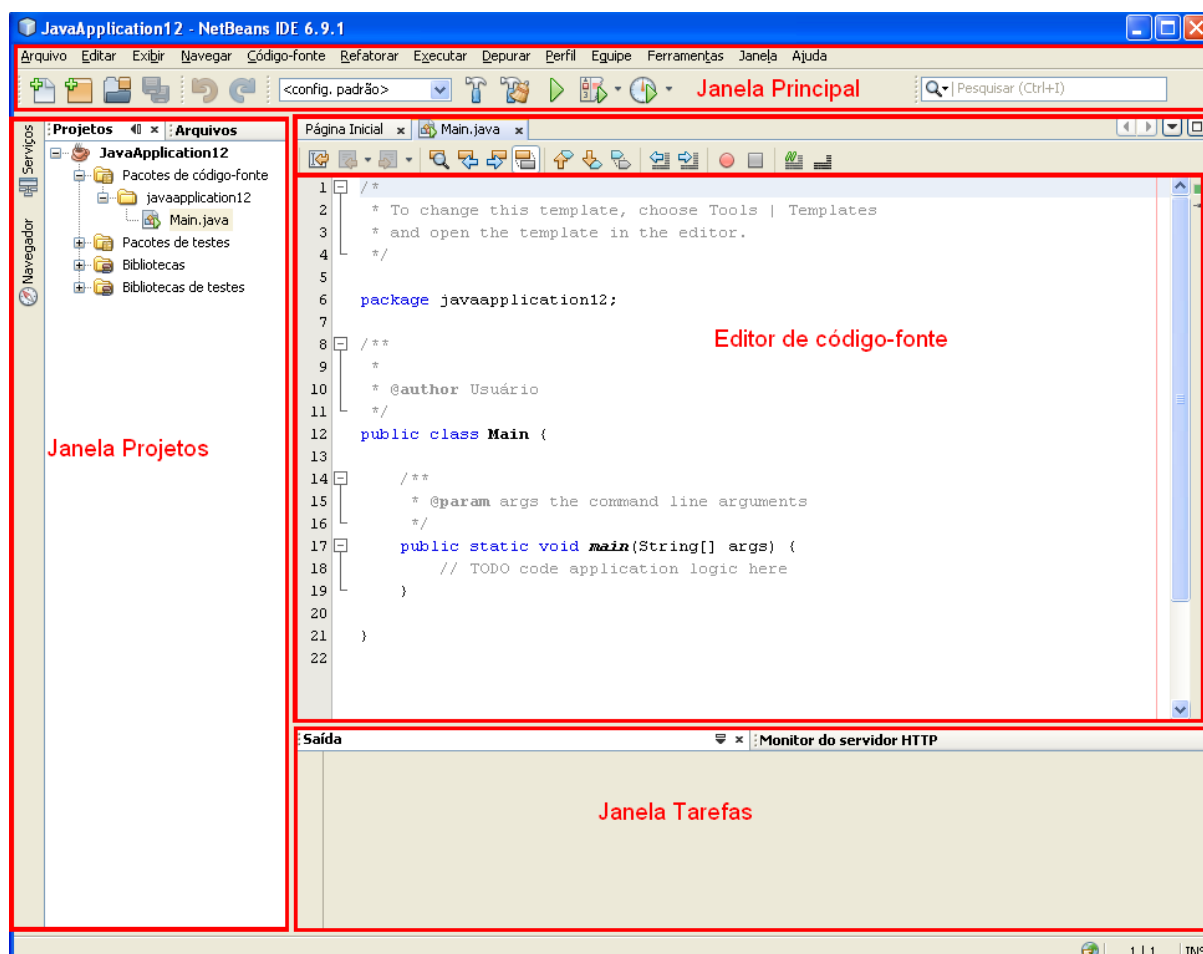 JavaApplication12 - NetBeans IDE 6.9.1
Arquivo Editar Exibir Navegar Código-fonte Refatorar Executar Depurar Perfil Equipe Ferramentas Janela Ajuda
<config. padrão> Janela Principal Pesquisar (Ctrl+I)
Serviços
Navegador
Projetos Arquivos
JavaApplication12
Pacotes de código-fonte
javaapplication12
Main.java
Pacotes de testes
Bibliotecas
Bibliotecas de testes
Janela Projetos
Página Inicial Main.java
1 /*
2 * To change this template, choose Tools | Templates
3 * and open the template in the editor.
4 */
5
6 package javaapplication12;
7
Editor de código-fonte
8 /**
9 *
10 * @author Usuário
11 */
12 public class Main {
13
14 /**
15 * @param args the command line arguments
16 */
17 public static void main(String[] args) {
18 // TODO code application logic here
19 }
20
21 }
22
Saída Monitor do servidor HTTP
Janela Tarefas
1 | 1